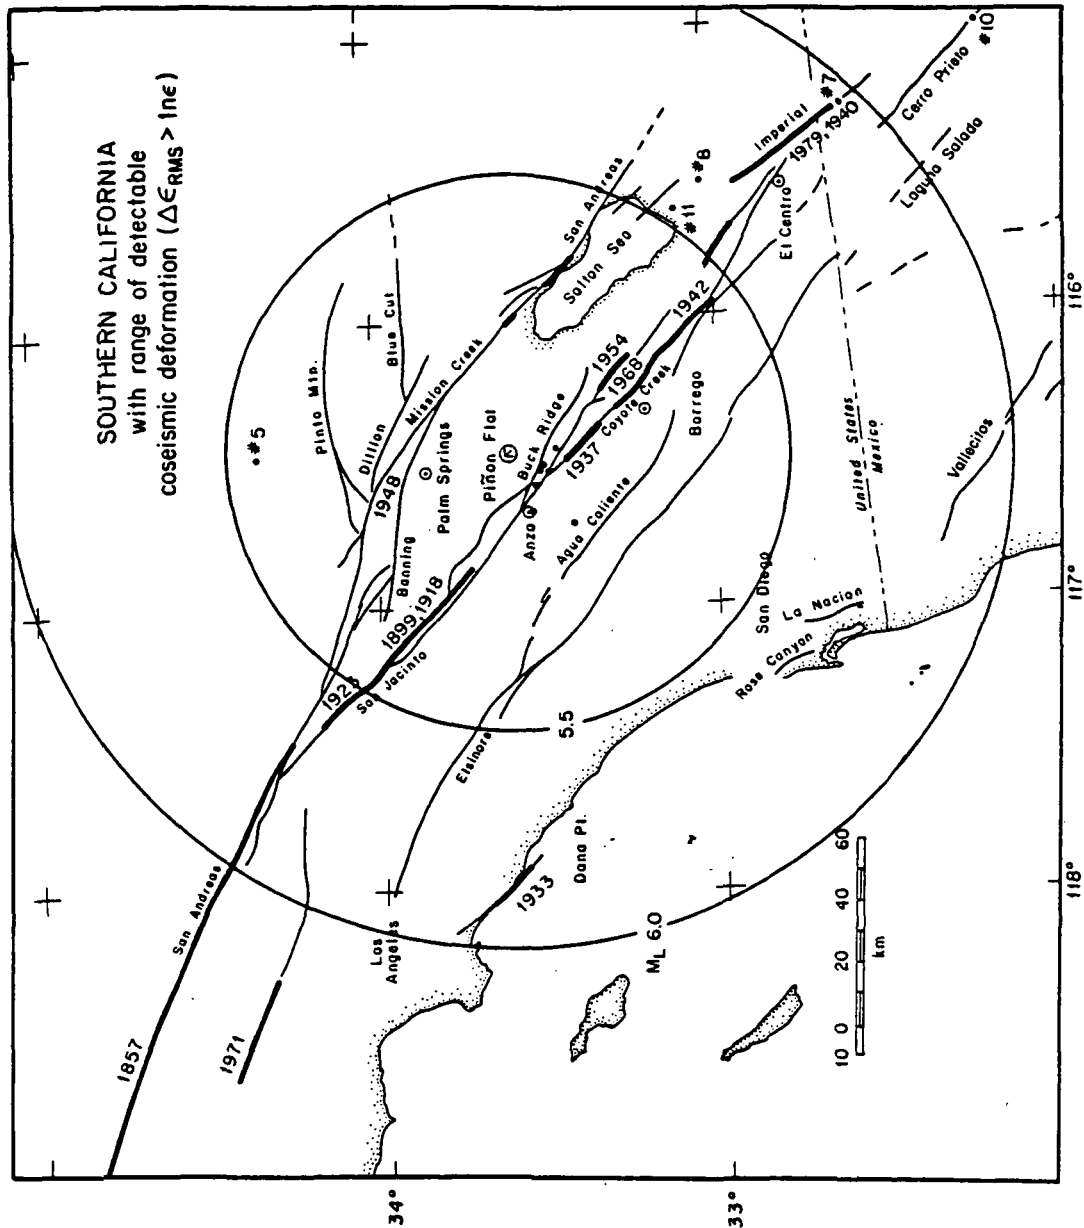 SOUTHERN CALIFORNIA
with range of detectable
coseismic deformation (ΔЄRMS > 1nє)
#5
Pinto Mtn.
Blue Cut
Dillion
Mission Creek
1948
San Andreas
Salton Sea
#11
#8
Imperial
#7
1979, 1940
#10
Cerro Prieto
Laguna Salada
El Centro
Palm Springs
Piñon Flat
Banning
Buck Ridge
1954
1968
1942
1937
Coyote Creek
Borrego
Anza
Agua Caliente
1899, 1918
San Jacinto
Elsinore
5.5
San Andreas
1857
1971
Los
Angeles
1933
Dana Pt.
San Diego
La Nacion
Rose Canyon
United States
Mexico
Vallecitos
ML 6.0
10 0 20 40 60
km
34°
33°
118°
117°
116°